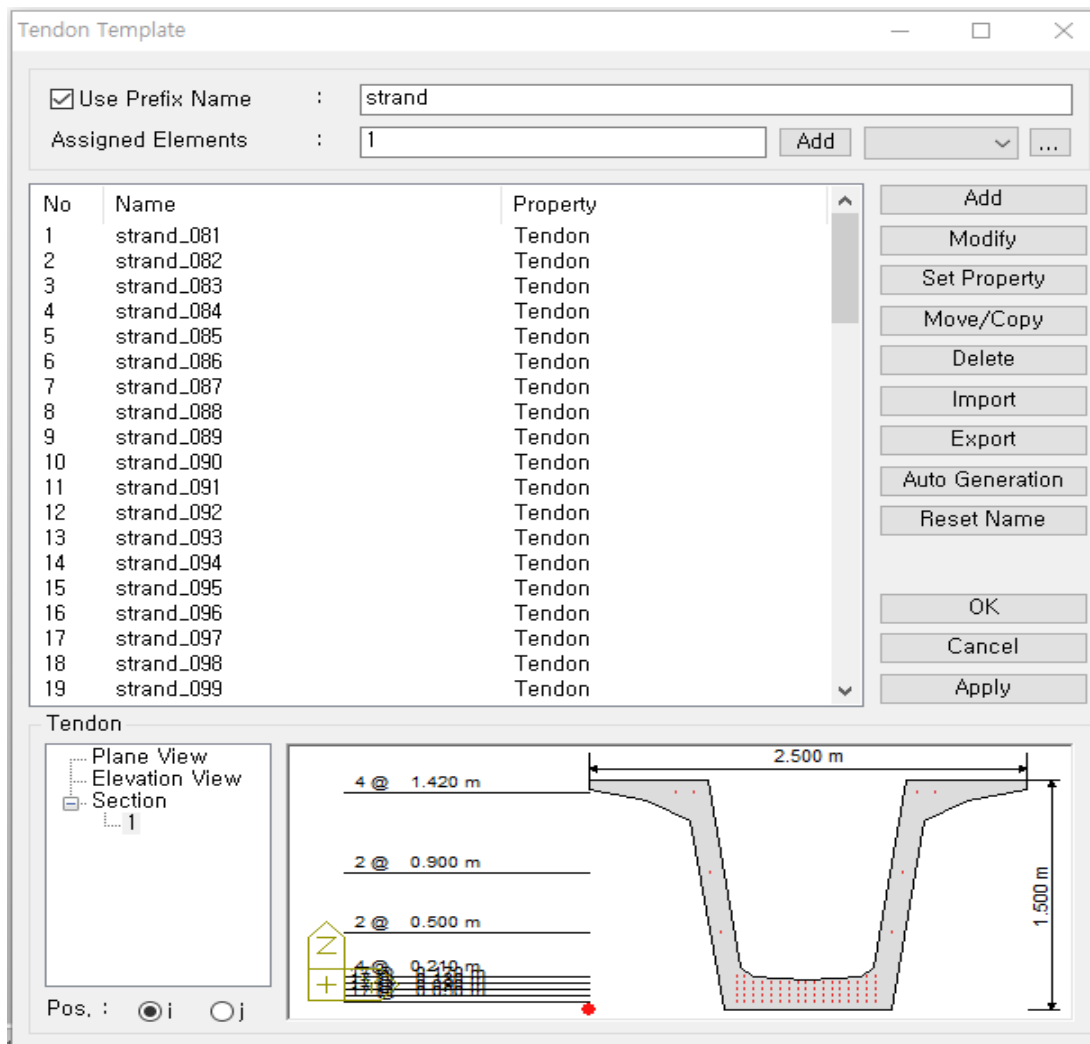 Tendon Template
Use Prefix Name : strand
Assigned Elements : 1 Add ...
No Name Property
1 strand_081 Tendon
2 strand_082 Tendon
3 strand_083 Tendon
4 strand_084 Tendon
5 strand_085 Tendon
6 strand_086 Tendon
7 strand_087 Tendon
8 strand_088 Tendon
9 strand_089 Tendon
10 strand_090 Tendon
11 strand_091 Tendon
12 strand_092 Tendon
13 strand_093 Tendon
14 strand_094 Tendon
15 strand_095 Tendon
16 strand_096 Tendon
17 strand_097 Tendon
18 strand_098 Tendon
19 strand_099 Tendon
Add
Modify
Set Property
Move/Copy
Delete
Import
Export
Auto Generation
Reset Name
OK
Cancel
Apply
Tendon
Plane View
Elevation View
Section
1
Pos. : i j
4 @ 1.420 m
2 @ 0.900 m
2 @ 0.500 m
4 @ 0.210 m
Z
2.500 m
1.500 m